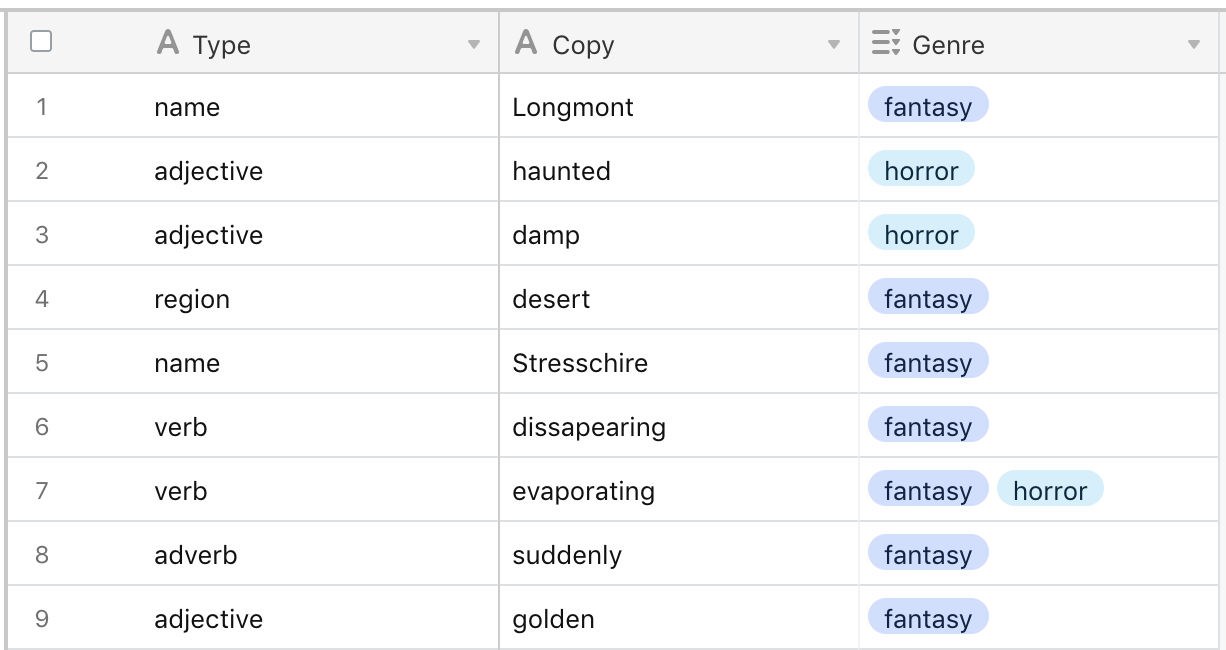 A Type A Copy Genre
1 name Longmont fantasy
2 adjective haunted horror
3 adjective damp horror
4 region desert fantasy
5 name Stresschire fantasy
6 verb dissapearing fantasy
7 verb evaporating fantasy horror
8 adverb suddenly fantasy
9 adjective golden fantasy